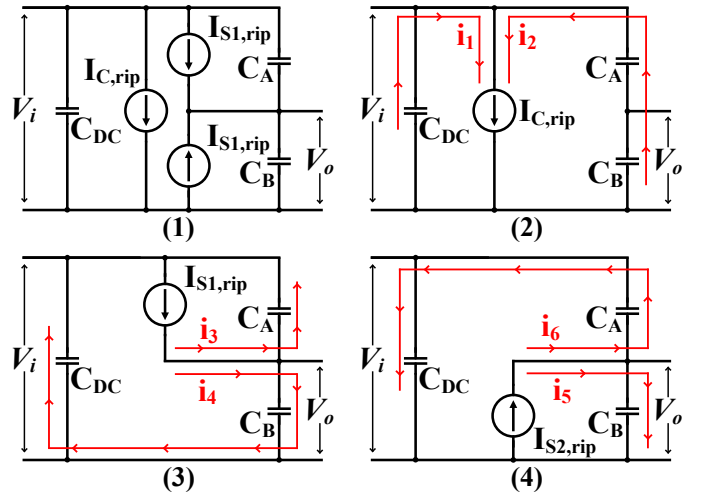 I_S1,rip
I_C,rip
C_A
V_i
C_DC
I_S1,rip
C_B
V_o
(1)
i_1
i_2
C_A
V_i
C_DC
I_C,rip
C_B
V_o
(2)
I_S1,rip
C_A
i_3
V_i
C_DC
i_4
C_B
V_o
(3)
i_6
C_A
V_i
C_DC
i_5
C_B
V_o
I_S2,rip
(4)